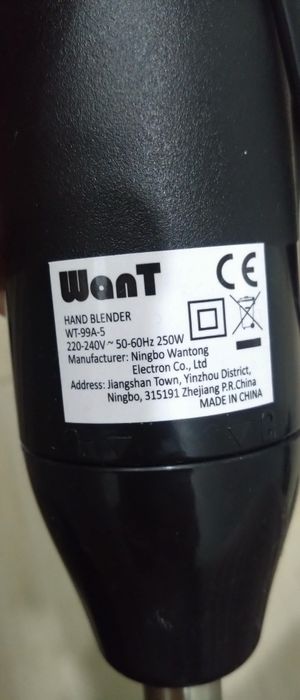 WanT CE
HAND BLENDER
WT-99A-5
220-240V ~ 50-60Hz 250W
Manufacturer: Ningbo Wantong
Electron Co., Ltd
Address: Jiangshan Town, Yinzhou District,
Ningbo, 315191 Zhejiang P.R.China
MADE IN CHINA